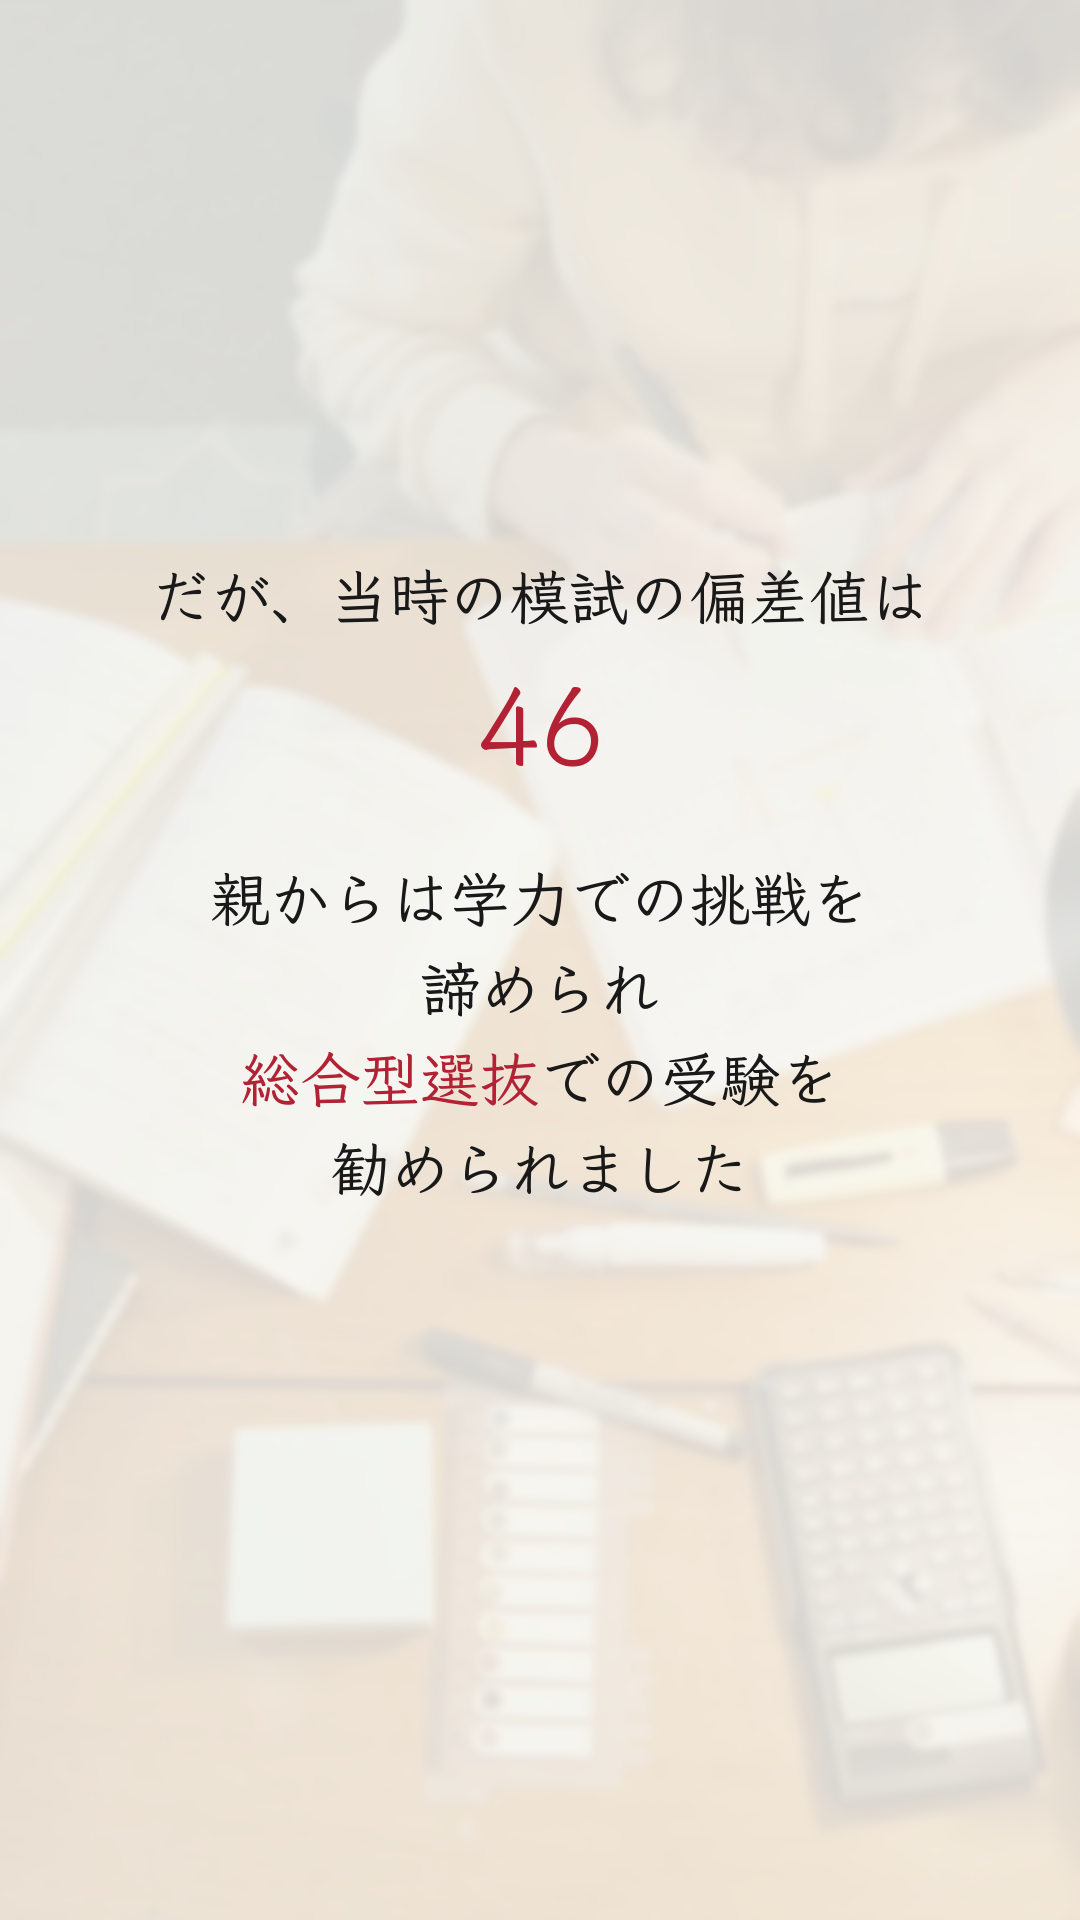 だが、当時の模試の偏差値は
46
親からは学力での挑戦を
諦められ
総合型選抜での受験を
勧められました